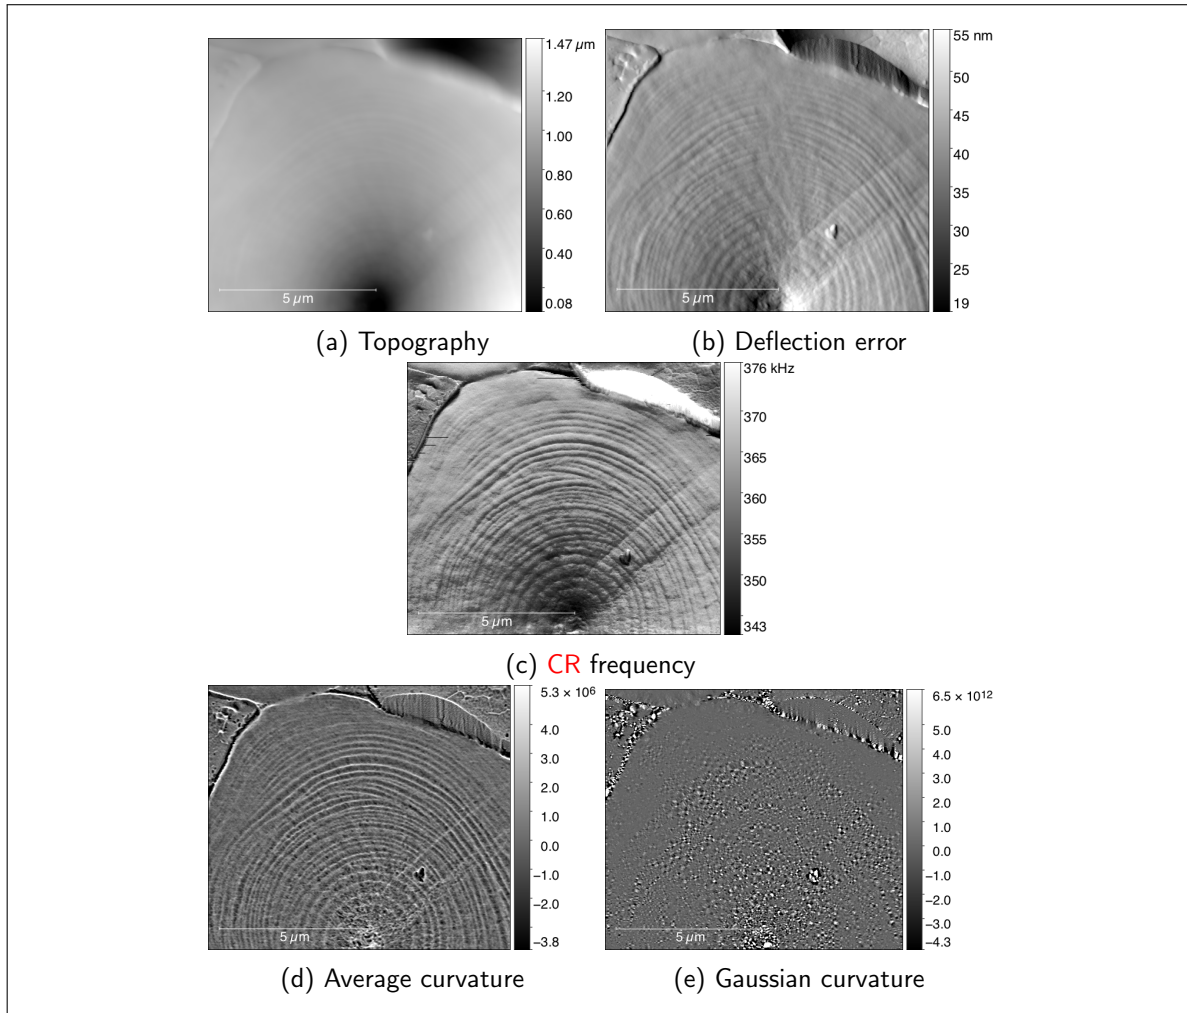 1.47 µm
1.20
1.00
0.80
0.60
0.40
0.08
5 µm
(a) Topography
55 nm
50
45
40
35
30
25
19
5 µm
(b) Deflection error
376 kHz
370
365
360
355
350
343
5 µm
(c) CR frequency
5.3 × 10⁶
4.0
3.0
2.0
1.0
0.0
−1.0
−2.0
−3.8
5 µm
(d) Average curvature
6.5 × 10¹²
5.0
4.0
3.0
2.0
1.0
0.0
−1.0
−2.0
−3.0
−4.3
5 µm
(e) Gaussian curvature